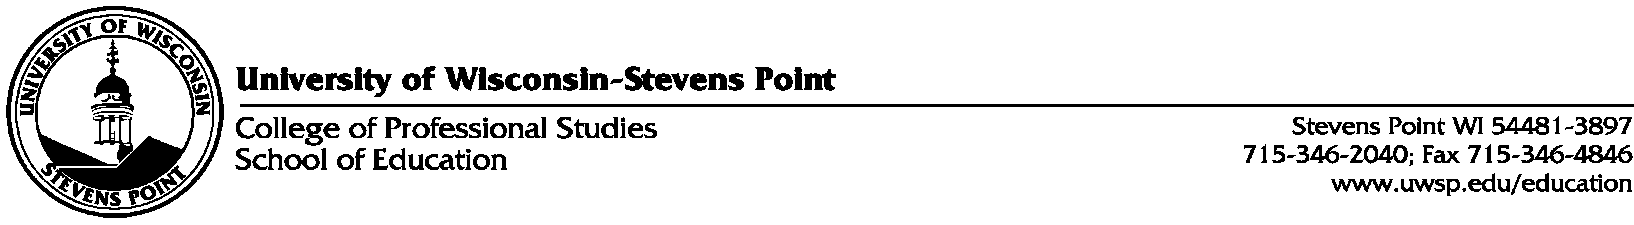 UNIVERSITY OF WISCONSIN
STEVENS POINT
University of Wisconsin-Stevens Point
College of Professional Studies
School of Education
Stevens Point WI 54481-3897
715-346-2040; Fax 715-346-4846
www.uwsp.edu/education